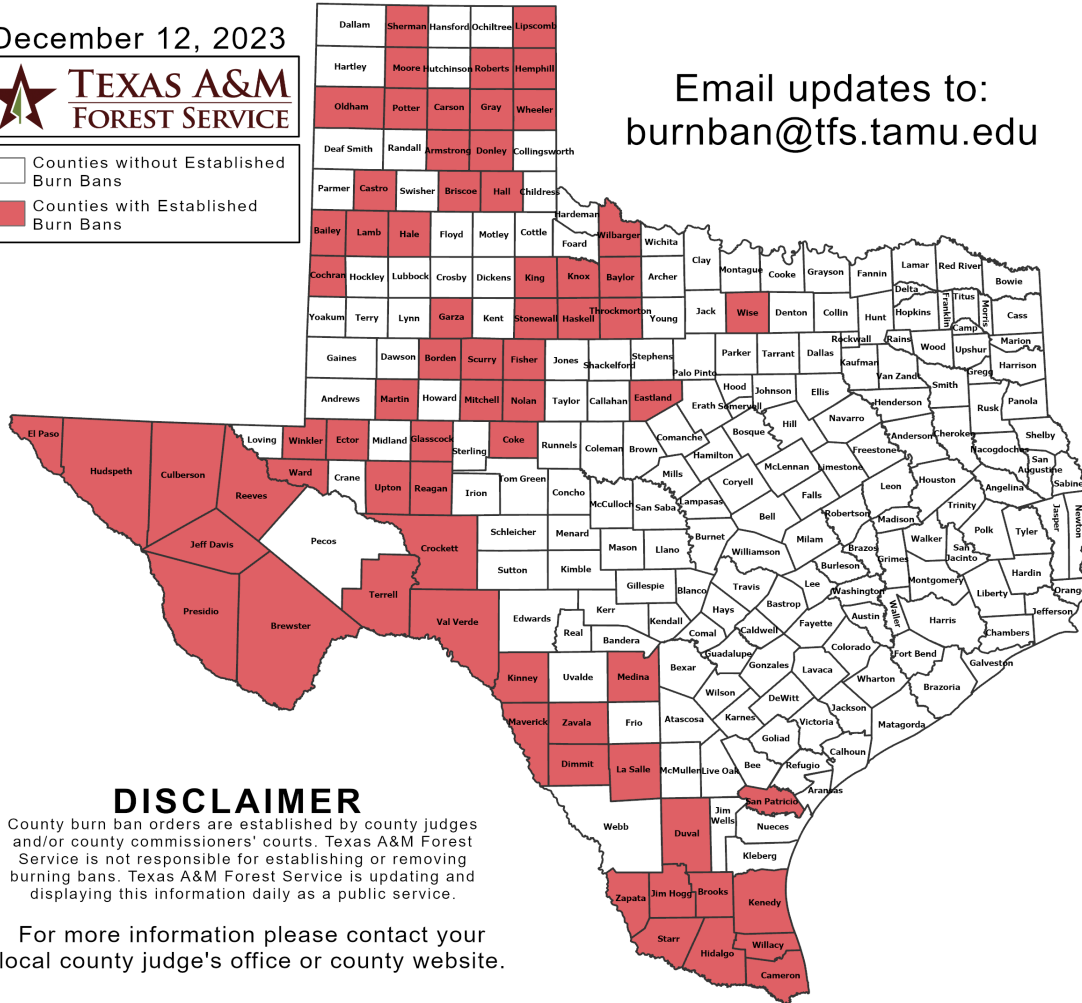 December 12, 2023
TEXAS A&M
FOREST SERVICE
Counties without Established
Burn Bans
Counties with Established
Burn Bans
Email updates to:
burnban@tfs.tamu.edu
Dallam Sherman Hansford Ochiltree Lipscomb
Hartley Moore Hutchinson Roberts Hemphill
Oldham Potter Carson Gray Wheeler
Deaf Smith Randall Armstrong Donley Collingsworth
Parmer Castro Swisher Briscoe Hall Childress
Hardeman
Bailey Lamb Hale Floyd Motley Cottle Foard Wilbarger Wichita
Clay Montague Cooke Grayson Fannin Lamar Red River Bowie
Cochran Hockley Lubbock Crosby Dickens King Knox Baylor Archer
Delta Franklin Titus Morris Cass
Yoakum Terry Lynn Garza Kent Stonewall Haskell Throckmorton Young Jack Wise Denton Collin Hunt Hopkins Camp
Rockwall Rains Wood Upshur Marion
Gaines Dawson Borden Scurry Fisher Jones Shackelford Stephens Palo Pinto Parker Tarrant Dallas Kaufman Van Zandt Gregg Harrison
Smith
Andrews Martin Howard Mitchell Nolan Taylor Callahan Eastland Erath Hood Somervell Johnson Ellis Henderson Rusk Panola
Navarro
El Paso Loving Winkler Ector Midland Glasscock Sterling Coke Runnels Coleman Brown Comanche Bosque Hill Freestone Anderson Cherokee Nacogdoches Shelby
San
Augustine
Sabine
Hudspeth Culberson Reeves Ward Crane Upton Reagan Irion Tom Green Concho McCulloch San Saba Mills Hamilton Coryell McLennan Limestone Falls Leon Houston Angelina
Lampasas Bell Robertson Madison Trinity Polk Tyler Jasper Newton
Jeff Davis Pecos Crockett Schleicher Menard Mason Llano Burnet Williamson Milam Brazos Grimes Walker
San
Jacinto
Sutton Kimble Gillespie Blanco Travis Lee Burleson Washington Montgomery Liberty Hardin Orange
Presidio Brewster Terrell Val Verde Edwards Real Kerr Bandera Kendall Hays Comal Caldwell Bastrop Fayette Austin Waller Harris Jefferson
Chambers
Kinney Uvalde Medina Bexar Guadalupe Gonzales Lavaca Colorado Fort Bend Galveston
Wilson DeWitt Wharton Brazoria
Maverick Zavala Frio Atascosa Karnes Victoria Jackson Matagorda
Goliad Calhoun
Dimmit La Salle McMullen Live Oak Bee Refugio Aransas
San Patricio
Webb Duval
Jim
Wells
Nueces
Kleberg
Zapata Jim Hogg Brooks Kenedy
Starr Hidalgo Willacy
Cameron
DISCLAIMER
County burn ban orders are established by county judges
and/or county commissioners' courts. Texas A&M Forest
Service is not responsible for establishing or removing
burning bans. Texas A&M Forest Service is updating and
displaying this information daily as a public service.
For more information please contact your
local county judge's office or county website.